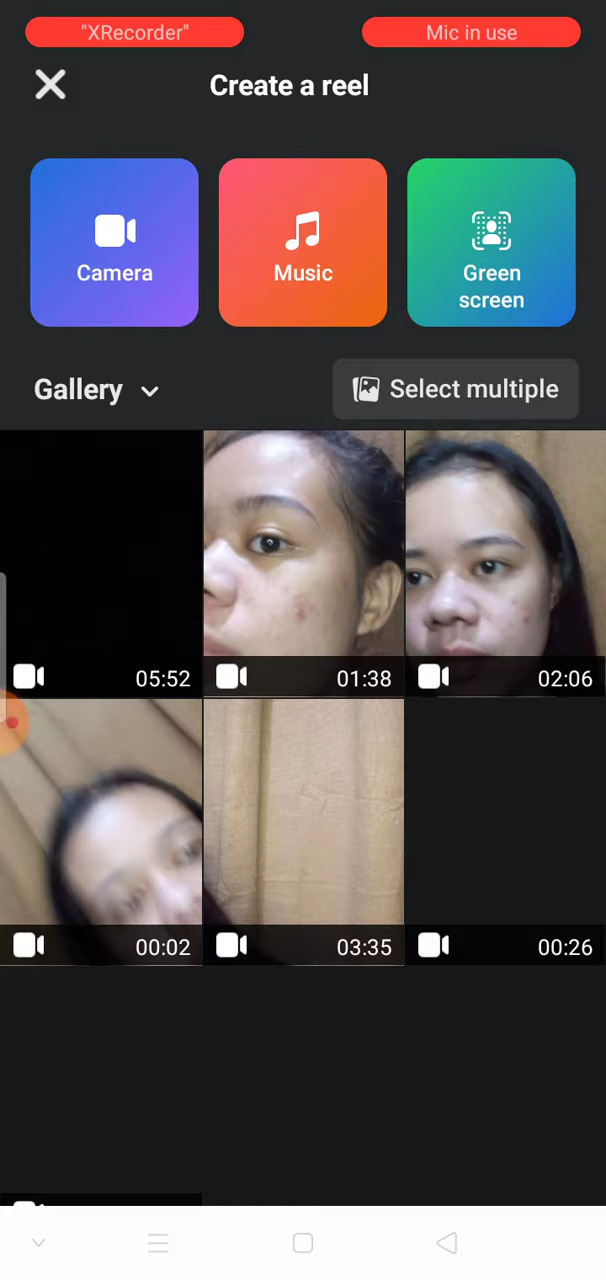 "XRecorder"
Mic in use
Create a reel
Camera
Music
Green
screen
Gallery
Select multiple
05:52
01:38
02:06
00:02
03:35
00:26